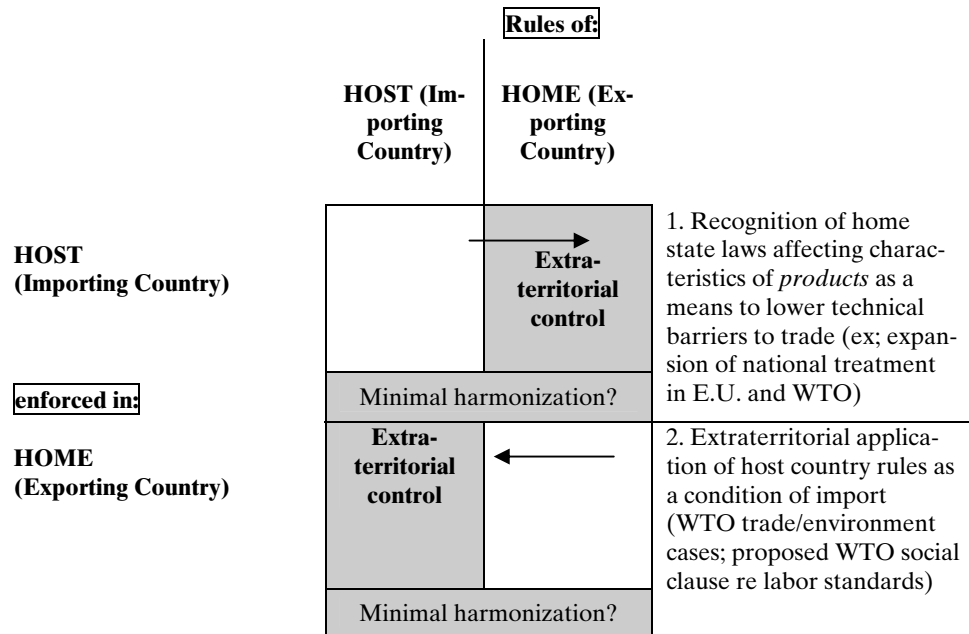 Rules of:
HOST (Im-
porting
Country)
HOME (Ex-
porting
Country)
HOST
(Importing Country)
Extra-
territorial
control
1. Recognition of home
state laws affecting charac-
teristics of products as a
means to lower technical
barriers to trade (ex; expan-
sion of national treatment
in E.U. and WTO)
Minimal harmonization?
enforced in:
HOME
(Exporting Country)
Extra-
territorial
control
2. Extraterritorial applica-
tion of host country rules as
a condition of import
(WTO trade/environment
cases; proposed WTO social
clause re labor standards)
Minimal harmonization?